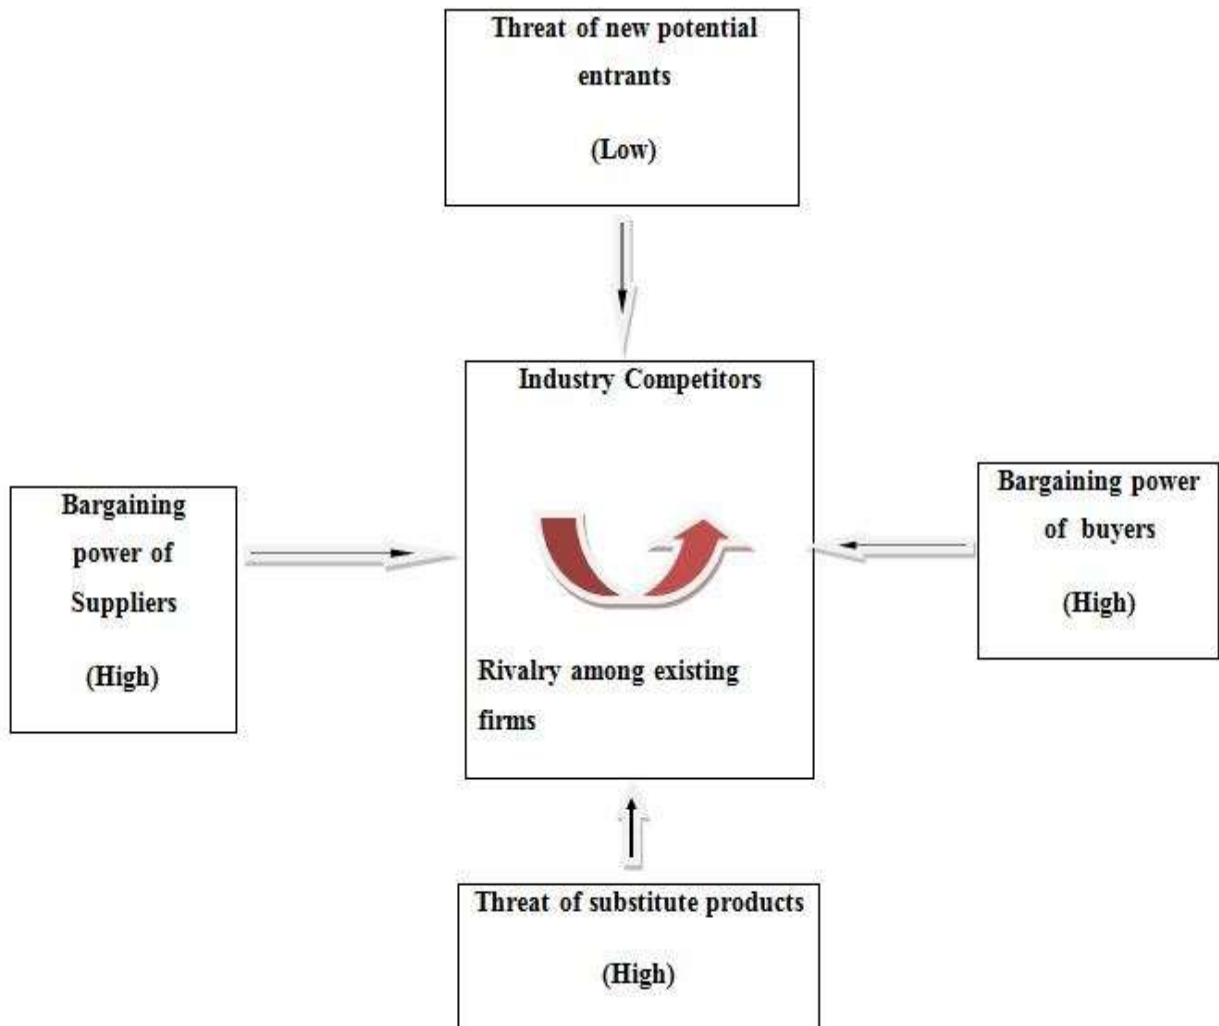 Threat of new potential
entrants
(Low)
Industry Competitors
Bargaining
power of
Suppliers
(High)
Rivalry among existing
firms
Bargaining power
of buyers
(High)
Threat of substitute products
(High)